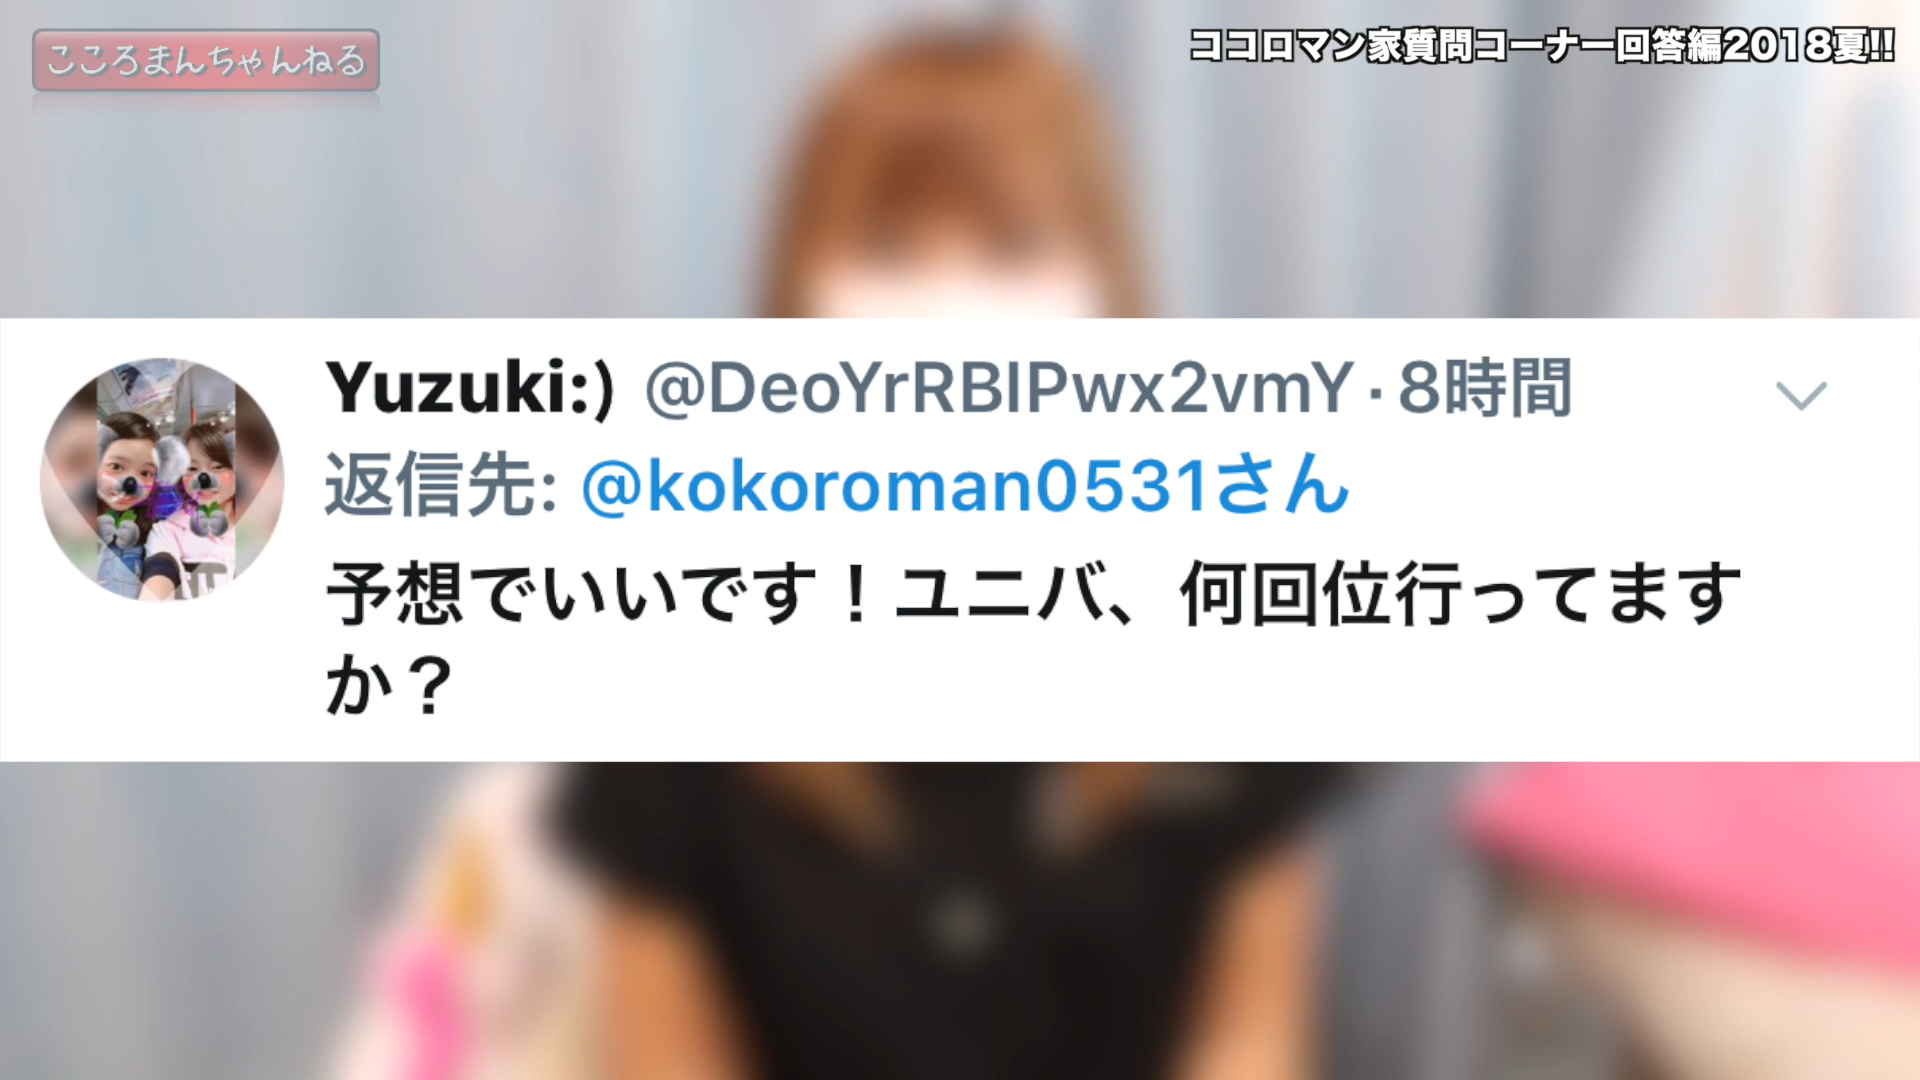 こころまんちゃんねる
ココロマン家質問コーナー回答編2018夏!!
Yuzuki:) @DeoYrRBIPwx2vmY · 8時間
返信先: @kokoroman0531さん
予想でいいです！ユニバ、何回位行ってます
か？